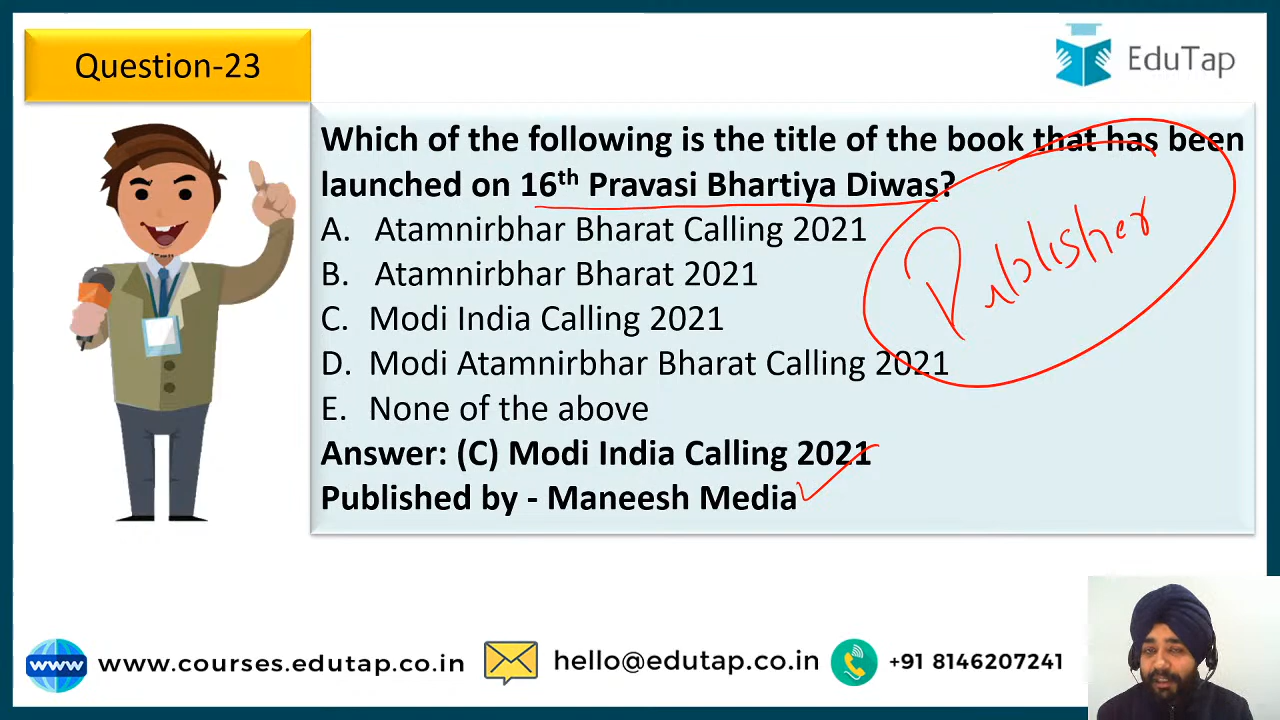 Question-23
EduTap
Which of the following is the title of the book that has been
launched on 16th Pravasi Bhartiya Diwas?
A. Atamnirbhar Bharat Calling 2021
B. Atamnirbhar Bharat 2021
C. Modi India Calling 2021
D. Modi Atamnirbhar Bharat Calling 2021
E. None of the above
Publisher
Answer: (C) Modi India Calling 2021
Published by - Maneesh Media
www
www.courses.edutap.co.in
hello@edutap.co.in
+91 8146207241